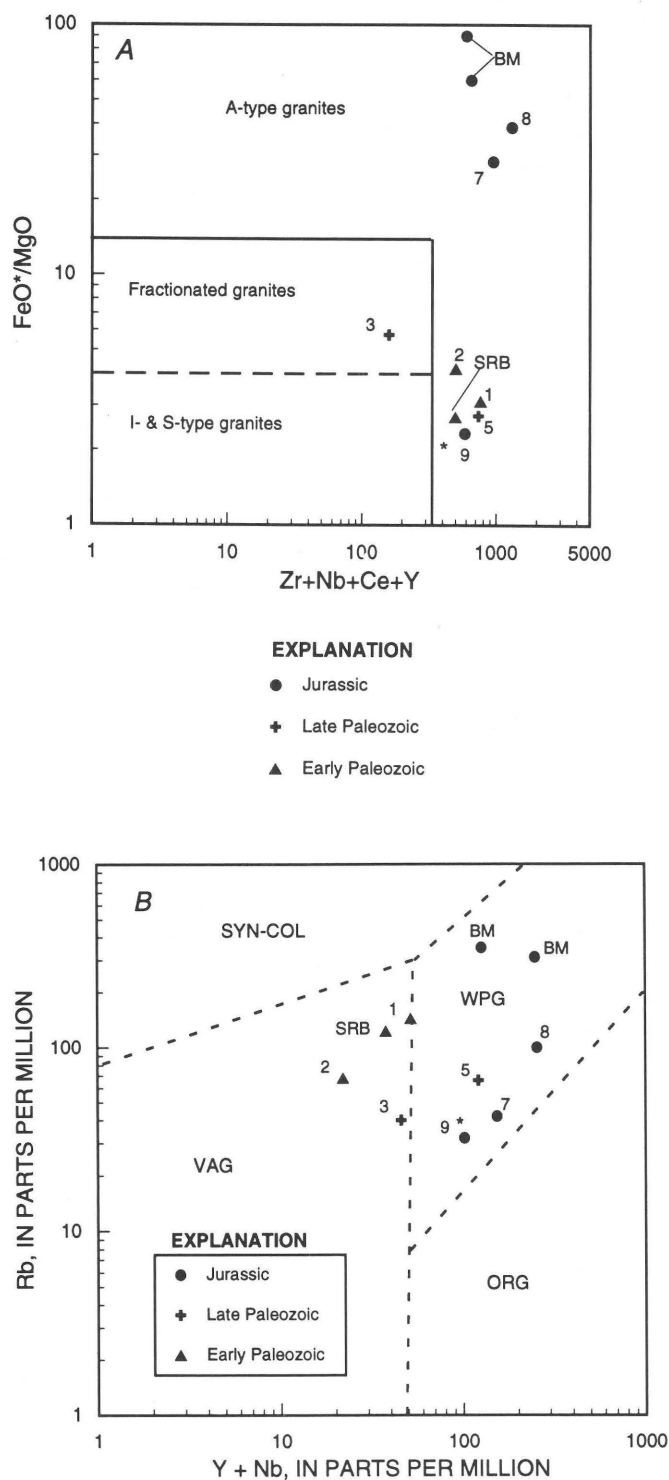 100
A
BM
A-type granites
8
7
FeO*/MgO
10
Fractionated granites
3
2
SRB
1
I- & S-type granites
5
9
*
1
1
10
100
1000
5000
Zr+Nb+Ce+Y
EXPLANATION
Jurassic
Late Paleozoic
Early Paleozoic
1000
B
SYN-COL
BM
BM
WPG
1
SRB
8
100
2
5
3
7
9
*
Rb, IN PARTS PER MILLION
VAG
10
EXPLANATION
Jurassic
ORG
Late Paleozoic
Early Paleozoic
1
1
10
100
1000
Y + Nb, IN PARTS PER MILLION